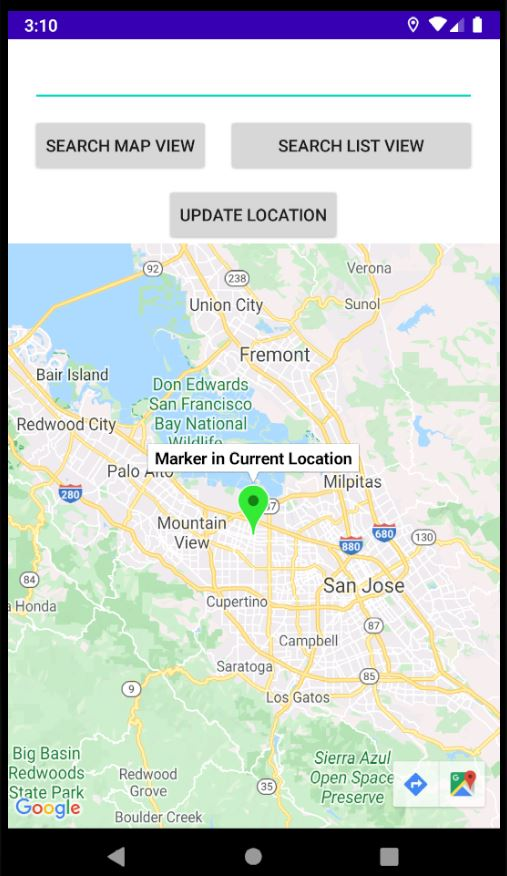 3:10
SEARCH MAP VIEW
SEARCH LIST VIEW
UPDATE LOCATION
92
238
Verona
Union City
Sunol
Fremont
Bair Island
Don Edwards
San Francisco
Bay National
Wildlife
Redwood City
Marker in Current Location
Palo Alto
Milpitas
280
Mountain
View
680
880
130
84
a Honda
San Jose
Cupertino
87
Campbell
Saratoga
85
9
Los Gatos
Big Basin
Redwoods
State Park
Sierra Azul
Open Space
Preserve
Redwood
Grove
35
Google
Boulder Creek
G